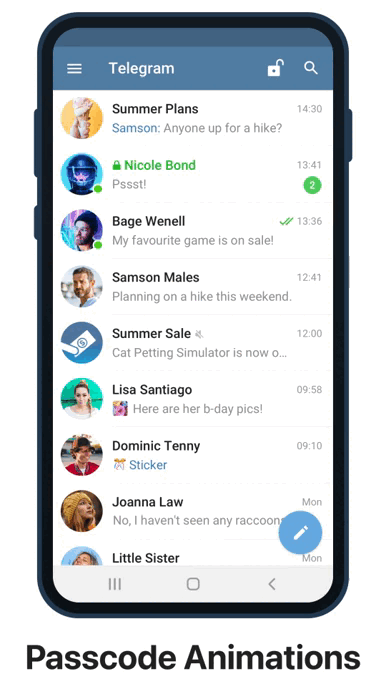 Telegram
Summer Plans 14:30
Samson: Anyone up for a hike?
Nicole Bond 13:41
Pssst! 2
Bage Wenell 13:36
My favourite game is on sale!
Samson Males 12:41
Planning on a hike this weekend.
Summer Sale 12:00
Cat Petting Simulator is now o...
Lisa Santiago 09:58
Here are her b-day pics!
Dominic Tenny 09:10
Sticker
Joanna Law Mon
No, I haven't seen any raccoon
Little Sister Mon
Passcode Animations